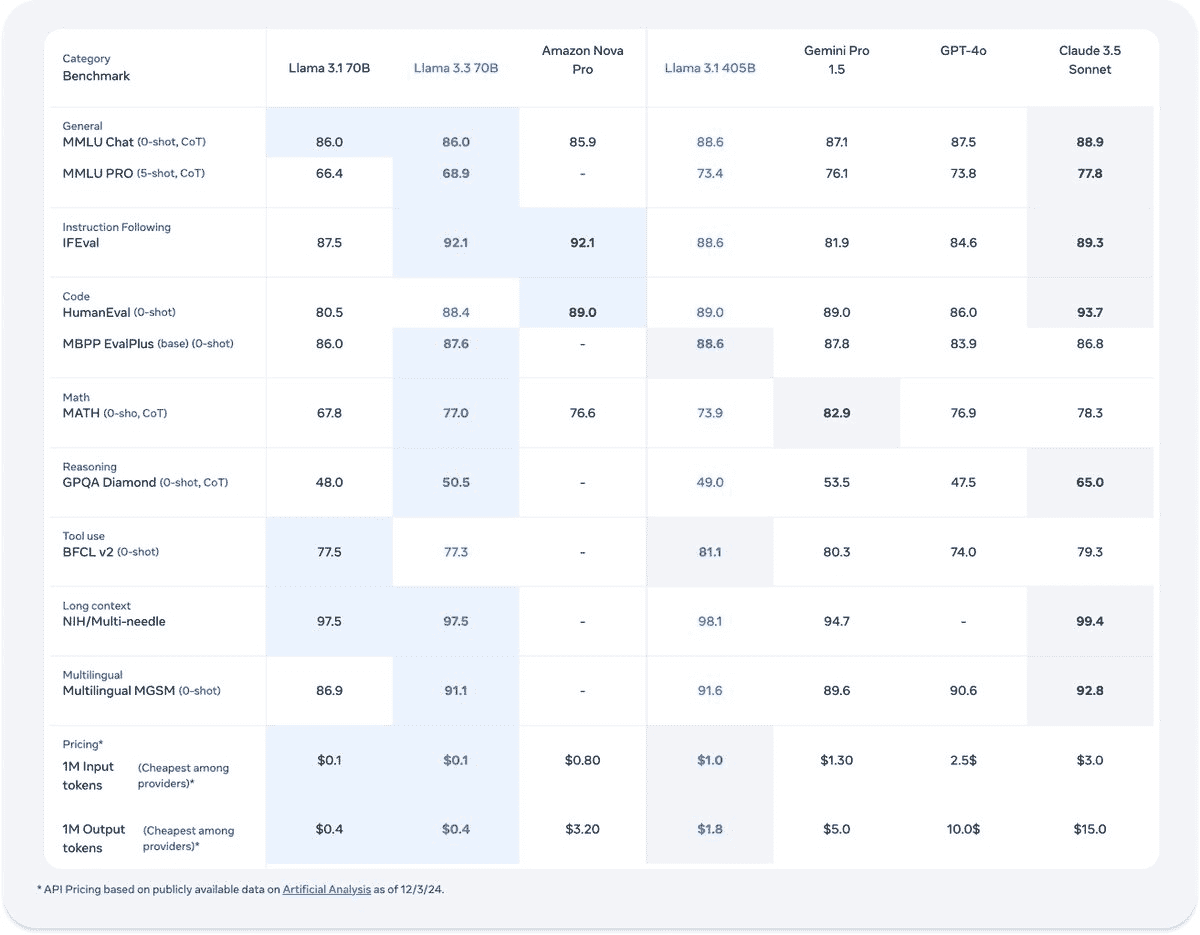 Category
Benchmark
Llama 3.1 70B
Llama 3.3 70B
Amazon Nova
Pro
Llama 3.1 405B
Gemini Pro
1.5
GPT-4o
Claude 3.5
Sonnet
General
MMLU Chat (0-shot, CoT) 86.0 86.0 85.9 88.6 87.1 87.5 88.9
MMLU PRO (5-shot, CoT) 66.4 68.9 - 73.4 76.1 73.8 77.8
Instruction Following
IFEval 87.5 92.1 92.1 88.6 81.9 84.6 89.3
Code
HumanEval (0-shot) 80.5 88.4 89.0 89.0 89.0 86.0 93.7
MBPP EvalPlus (base) (0-shot) 86.0 87.6 - 88.6 87.8 83.9 86.8
Math
MATH (0-sho, CoT) 67.8 77.0 76.6 73.9 82.9 76.9 78.3
Reasoning
GPQA Diamond (0-shot, CoT) 48.0 50.5 - 49.0 53.5 47.5 65.0
Tool use
BFCL v2 (0-shot) 77.5 77.3 - 81.1 80.3 74.0 79.3
Long context
NIH/Multi-needle 97.5 97.5 - 98.1 94.7 - 99.4
Multilingual
Multilingual MGSM (0-shot) 86.9 91.1 - 91.6 89.6 90.6 92.8
Pricing*
1M Input
tokens
(Cheapest among
providers)*
$0.1 $0.1 $0.80 $1.0 $1.30 2.5$ $3.0
1M Output
tokens
(Cheapest among
providers)*
$0.4 $0.4 $3.20 $1.8 $5.0 10.0$ $15.0
* API Pricing based on publicly available data on Artificial Analysis as of 12/3/24.